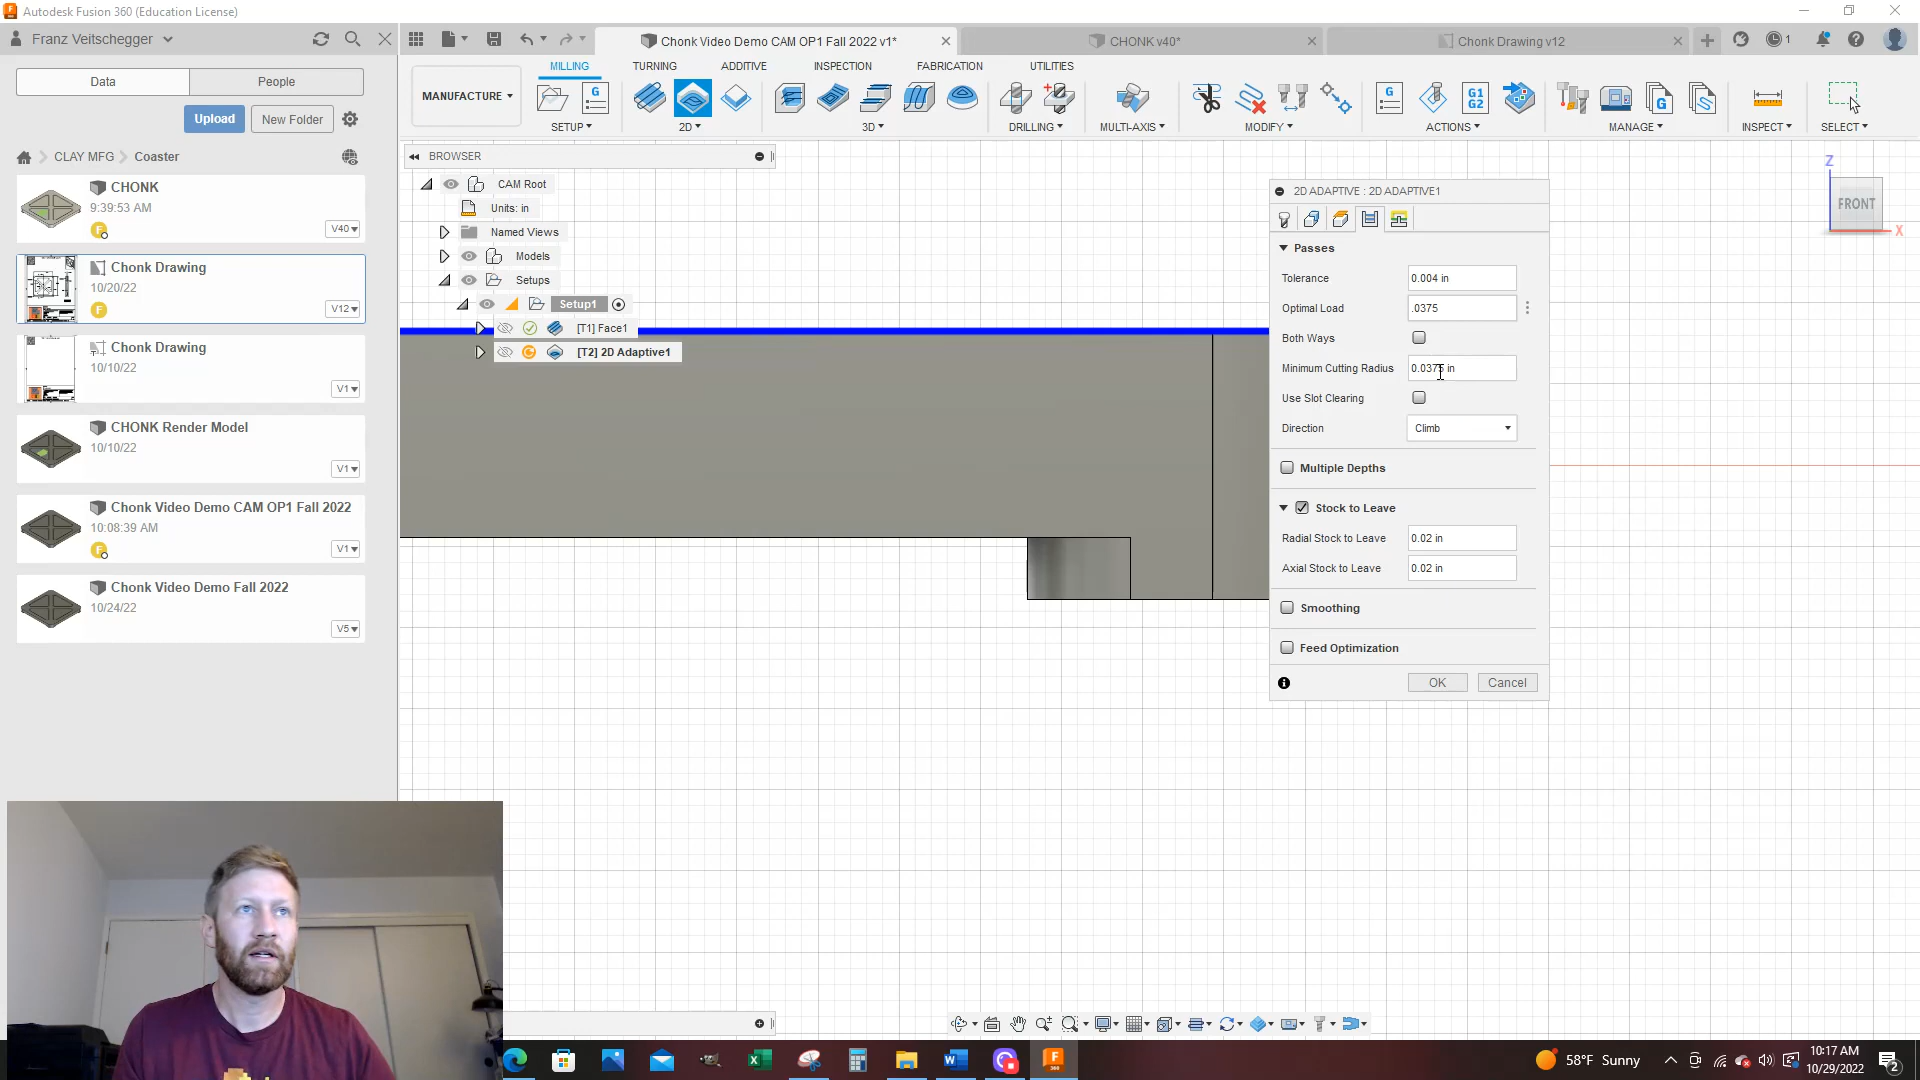 Autodesk Fusion 360 (Education License)
Franz Veitschegger
Data
People
Upload
New Folder
CLAY MFG
Coaster
CHONK
9:39:53 AM
V40
Chonk Drawing
10/20/22
V12
Chonk Drawing
10/10/22
V1
CHONK Render Model
10/10/22
V1
Chonk Video Demo CAM OP1 Fall 2022
10:08:39 AM
V1
Chonk Video Demo Fall 2022
10/24/22
V5
Chonk Video Demo CAM OP1 Fall 2022 v1*
CHONK v40*
Chonk Drawing v12
1
MILLING
TURNING
ADDITIVE
INSPECTION
FABRICATION
UTILITIES
MANUFACTURE
G
G1
G2
G
G
S
SETUP
2D
3D
DRILLING
MULTI-AXIS
MODIFY
ACTIONS
MANAGE
INSPECT
SELECT
BROWSER
CAM Root
Units: in
Named Views
Models
Setups
Setup1
[T1] Face1
[T2] 2D Adaptive1
2D ADAPTIVE : 2D ADAPTIVE1
Passes
Tolerance 0.004 in
Optimal Load .0375
Both Ways
Minimum Cutting Radius 0.0375 in
Use Slot Clearing
Direction Climb
Multiple Depths
Stock to Leave
Radial Stock to Leave 0.02 in
Axial Stock to Leave 0.02 in
Smoothing
Feed Optimization
OK
Cancel
Z
FRONT
X
58°F Sunny
10:17 AM
10/29/2022
2